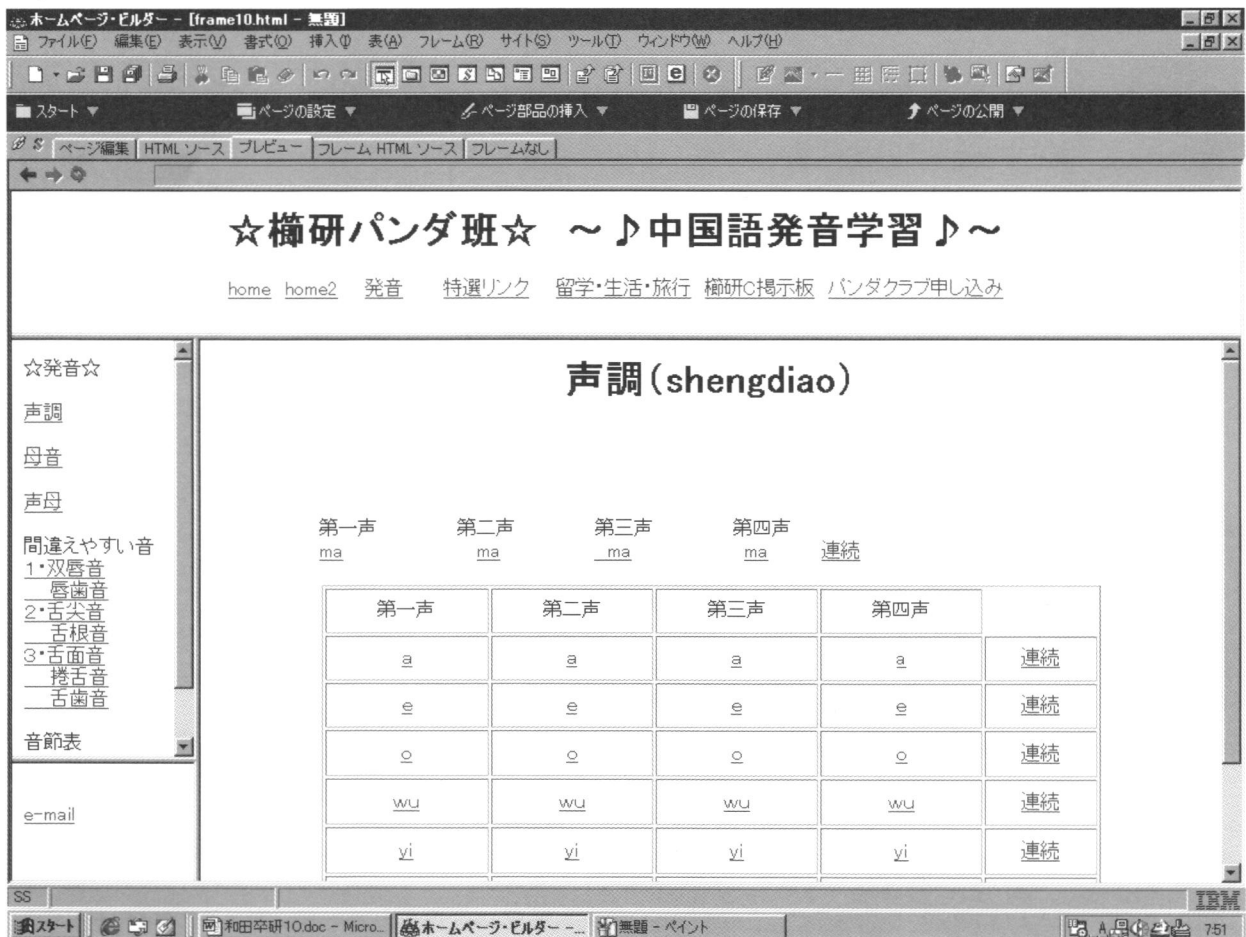 ホームページ・ビルダー - [frame10.html - 無題]
ファイル(F) 編集(E) 表示(V) 書式(O) 挿入(I) 表(A) フレーム(R) サイト(S) ツール(T) ウィンドウ(W) ヘルプ(H)
スタート ページの設定 ページ部品の挿入 ページの保存 ページの公開
ページ編集 HTML ソース プレビュー フレーム HTML ソース フレームなし
☆櫛研パンダ班☆ ～♪中国語発音学習♪～
home home2 発音 特選リンク 留学・生活・旅行 櫛研C掲示板 パンダクラブ申し込み
☆発音☆
声調
母音
声母
間違えやすい音
1・双唇音
唇歯音
2・舌尖音
舌根音
3・舌面音
捲舌音
舌歯音
音節表
e-mail
声調(shengdiao)
第一声 第二声 第三声 第四声
ma ma ma ma 連続
第一声 第二声 第三声 第四声
a a a a 連続
e e e e 連続
o o o o 連続
wu wu wu wu 連続
yi yi yi yi 連続
SS IBM
スタート 和田卒研10.doc - Micro... ホームページ・ビルダー -... 無題 - ペイント A 7:51